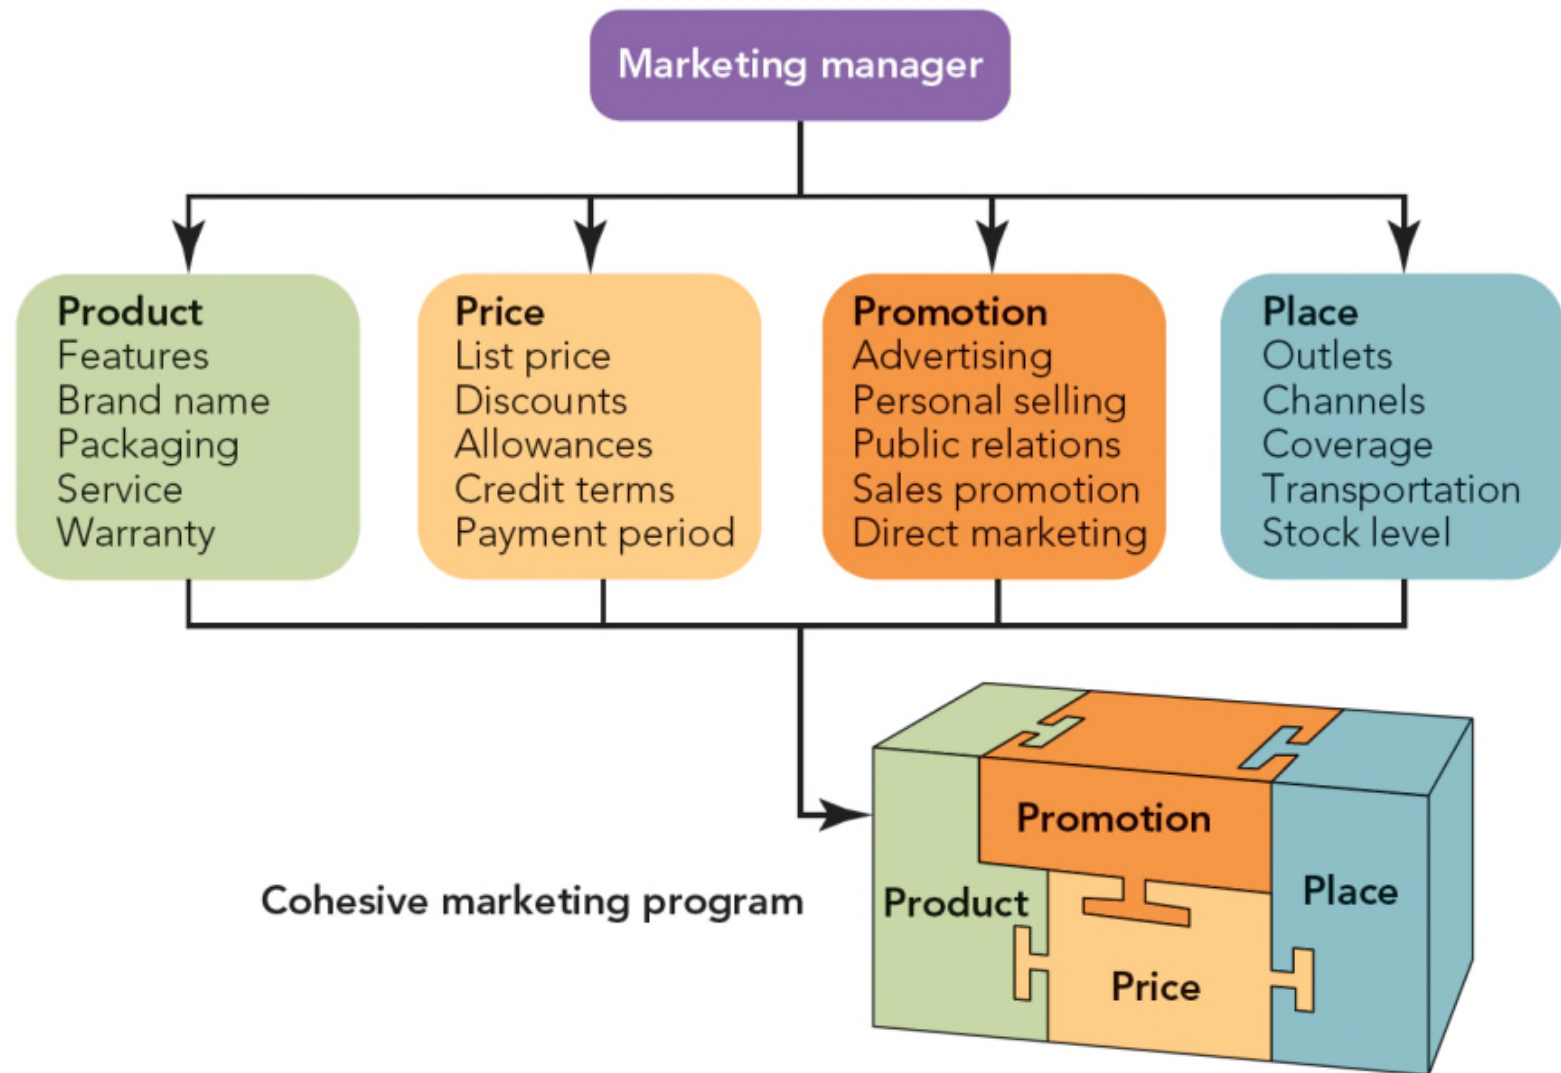 Marketing manager
Product
Features
Brand name
Packaging
Service
Warranty
Price
List price
Discounts
Allowances
Credit terms
Payment period
Promotion
Advertising
Personal selling
Public relations
Sales promotion
Direct marketing
Place
Outlets
Channels
Coverage
Transportation
Stock level
Cohesive marketing program
Promotion
Product
Place
Price